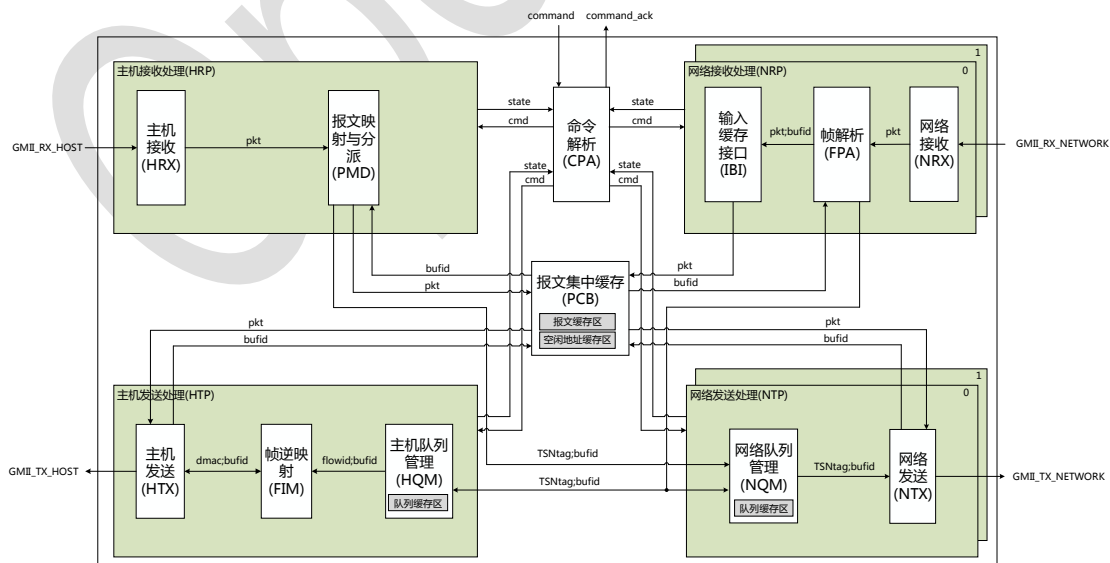 command
command_ack
主机接收处理(HRP)
主机
接收
(HRX)
报文映
射与分
派
(PMD)
GMII_RX_HOST
pkt
state
cmd
命令
解析
(CPA)
state
cmd
1
网络接收处理(NRP)
0
输入
缓存
接口
(IBI)
pkt;bufid
帧解析
(FPA)
pkt
网络
接收
(NRX)
GMII_RX_NETWORK
state
cmd
state
cmd
bufid
pkt
报文集中缓存
(PCB)
报文缓存区
空闲地址缓存区
pkt
bufid
pkt
bufid
pkt
bufid
主机发送处理(HTP)
主机
发送
(HTX)
dmac;bufid
帧逆映
射
(FIM)
flowid;bufid
主机队列
管理
(HQM)
队列缓存区
GMII_TX_HOST
TSNtag;bufid
TSNtag;bufid
1
网络发送处理(NTP)
0
网络队列
管理
(NQM)
队列缓存区
TSNtag;bufid
网络
发送
(NTX)
GMII_TX_NETWORK